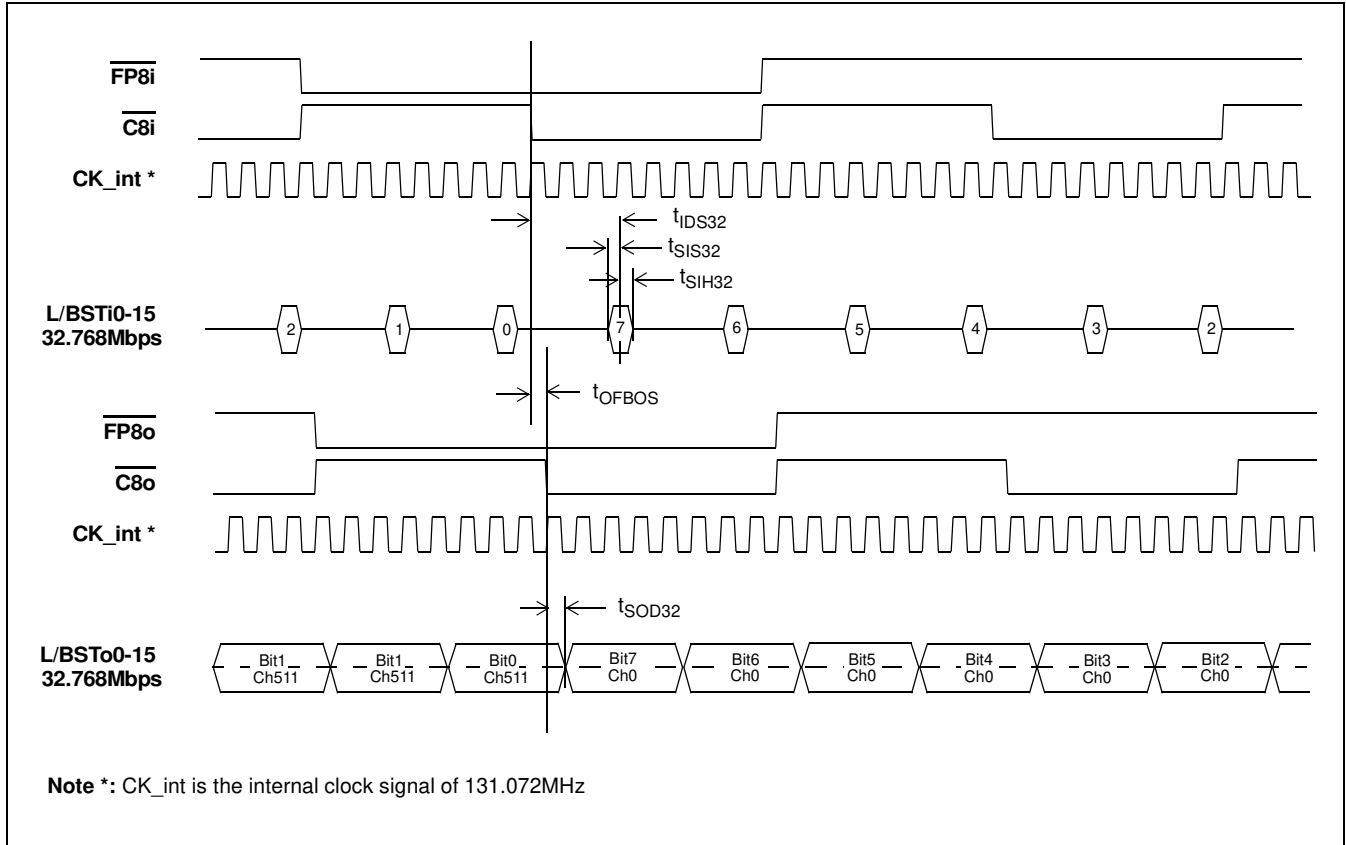 FP8i
C8i
CK_int *
tIDS32
tSIS32
tSIH32
L/BSTi0-15
32.768Mbps
2 1 0 7 6 5 4 3 2
tOFBOS
FP8o
C8o
CK_int *
tSOD32
L/BSTo0-15
32.768Mbps
Bit1 Bit1 Bit0 Bit7 Bit6 Bit5 Bit4 Bit3 Bit2
Ch511 Ch511 Ch511 Ch0 Ch0 Ch0 Ch0 Ch0 Ch0
Note *: CK_int is the internal clock signal of 131.072MHz